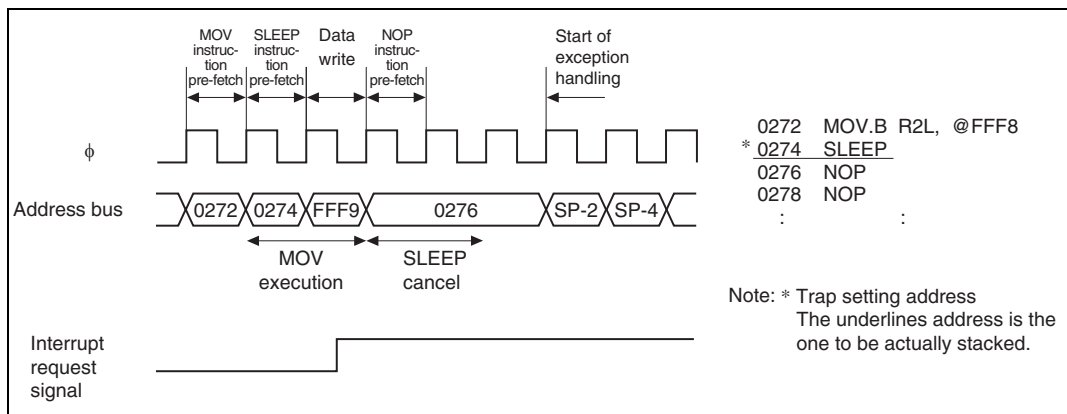 MOV
instruc-
tion
pre-fetch
SLEEP
instruc-
tion
pre-fetch
Data
write
NOP
instruc-
tion
pre-fetch
Start of
exception
handling
ϕ
Address bus
0272
0274
FFF9
0276
SP-2
SP-4
MOV
execution
SLEEP
cancel
Interrupt
request
signal
0272 MOV.B R2L, @FFF8
* 0274 SLEEP
0276 NOP
0278 NOP
: :
Note: * Trap setting address
The underlines address is the
one to be actually stacked.